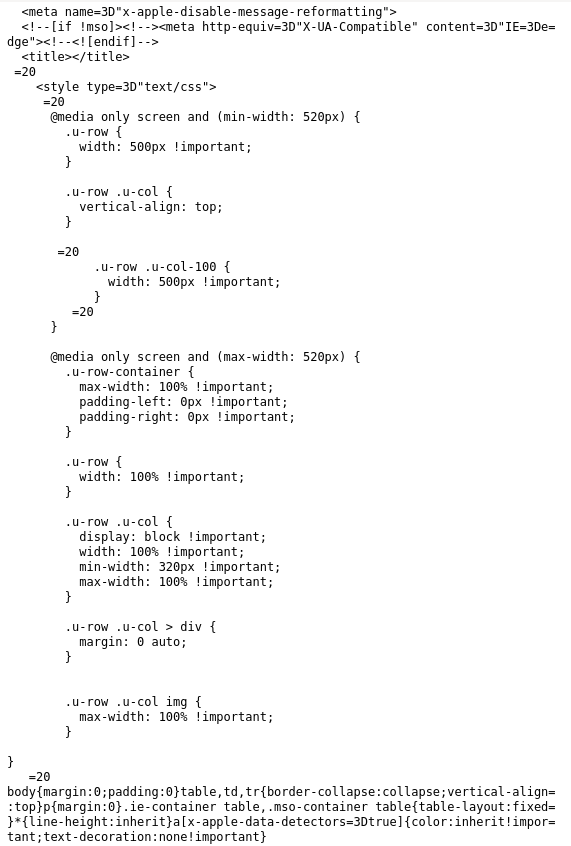 <meta name=3D"x-apple-disable-message-reformatting">
<!--[if !mso]><!--><meta http-equiv=3D"X-UA-Compatible" content=3D"IE=3De=
dge"><!--<![endif]-->
<title></title>
=20
<style type=3D"text/css">
=20
@media only screen and (min-width: 520px) {
.u-row {
width: 500px !important;
}
.u-row .u-col {
vertical-align: top;
}
=20
.u-row .u-col-100 {
width: 500px !important;
}
=20
}
@media only screen and (max-width: 520px) {
.u-row-container {
max-width: 100% !important;
padding-left: 0px !important;
padding-right: 0px !important;
}
.u-row {
width: 100% !important;
}
.u-row .u-col {
display: block !important;
width: 100% !important;
min-width: 320px !important;
max-width: 100% !important;
}
.u-row .u-col > div {
margin: 0 auto;
}
.u-row .u-col img {
max-width: 100% !important;
}
}
=20
body{margin:0;padding:0}table,td,tr{border-collapse:collapse;vertical-align=
:top}p{margin:0}.ie-container table,.mso-container table{table-layout:fixed=
}*{line-height:inherit}a[x-apple-data-detectors=3Dtrue]{color:inherit!impor=
tant;text-decoration:none!important}